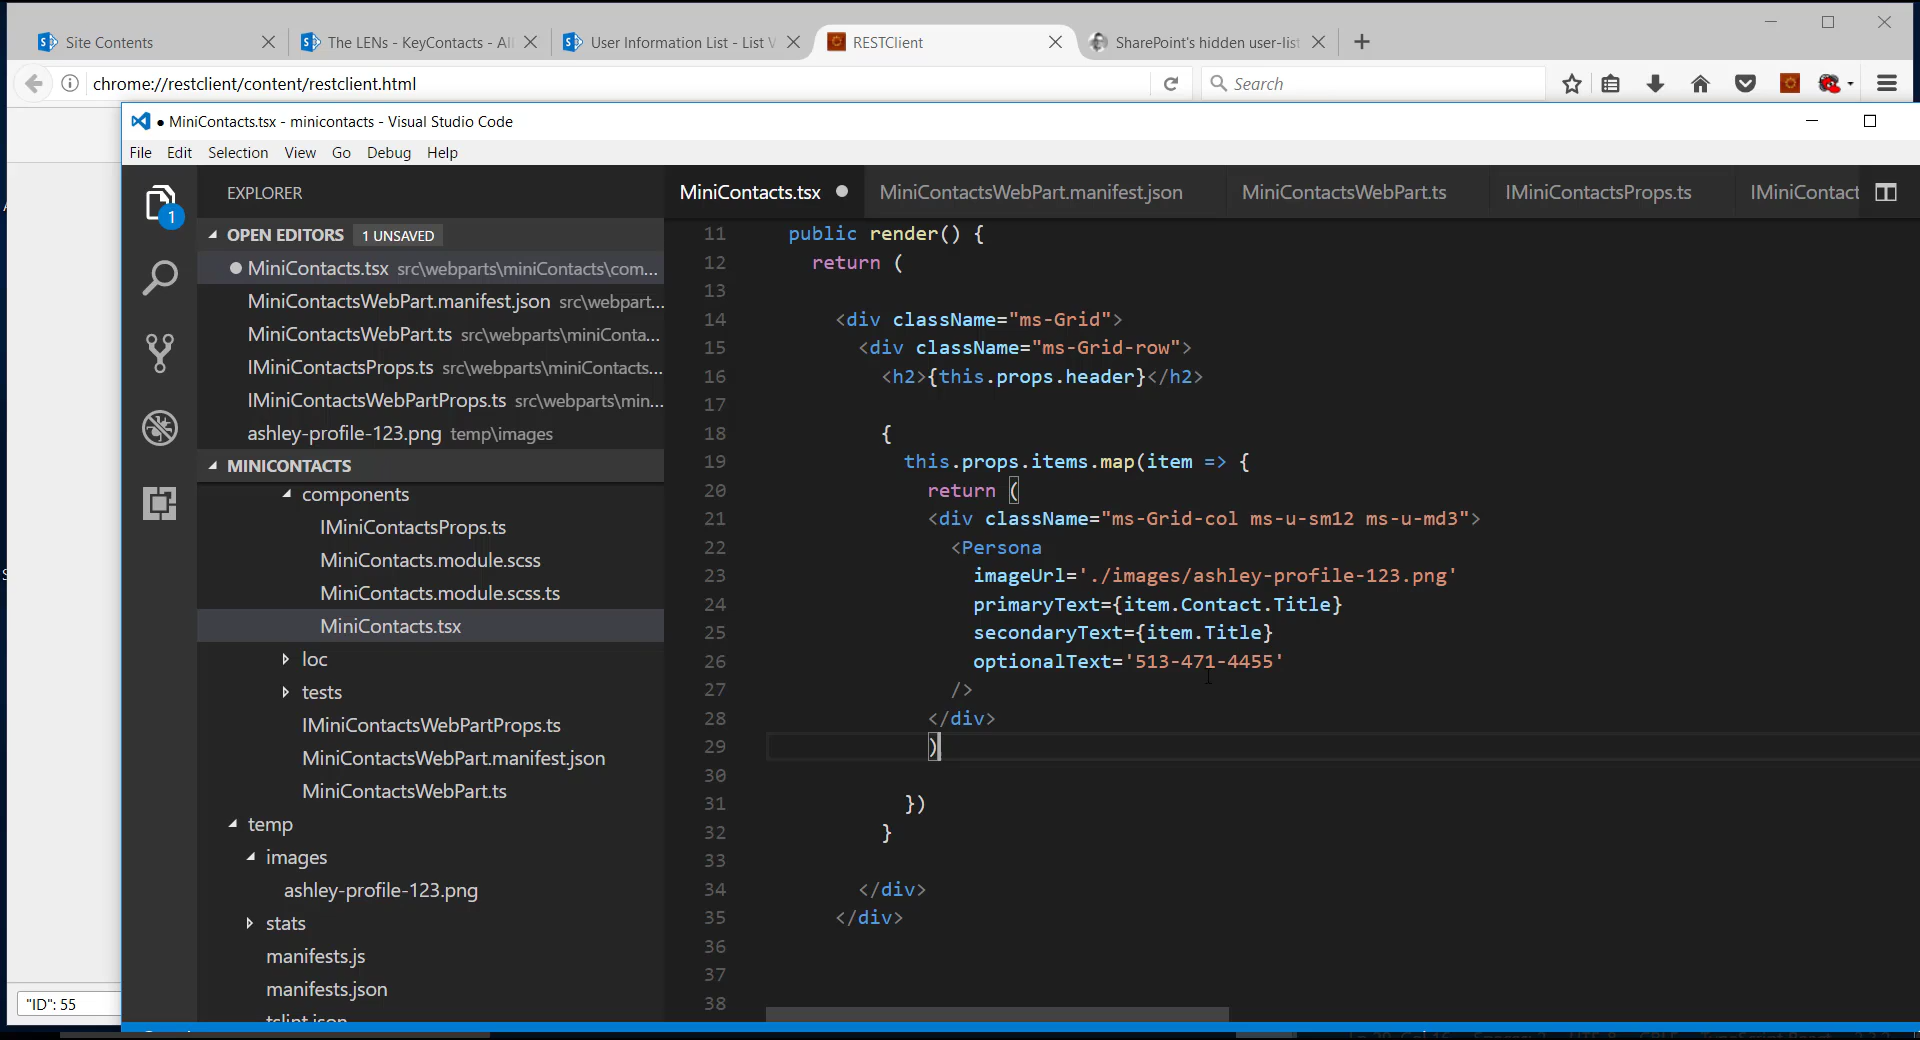 Site Contents
The LENs - KeyContacts - All
User Information List - List V
RESTClient
SharePoint's hidden user-list
chrome://restclient/content/restclient.html
Search
● MiniContacts.tsx - minicontacts - Visual Studio Code
File Edit Selection View Go Debug Help
EXPLORER
1
OPEN EDITORS 1 UNSAVED
MiniContacts.tsx src\webparts\miniContacts\com...
MiniContactsWebPart.manifest.json src\webpart...
MiniContactsWebPart.ts src\webparts\miniConta...
IMiniContactsProps.ts src\webparts\miniContacts...
IMiniContactsWebPartProps.ts src\webparts\min...
ashley-profile-123.png temp\images
MINICONTACTS
components
IMiniContactsProps.ts
MiniContacts.module.scss
MiniContacts.module.scss.ts
MiniContacts.tsx
loc
tests
IMiniContactsWebPartProps.ts
MiniContactsWebPart.manifest.json
MiniContactsWebPart.ts
temp
images
ashley-profile-123.png
stats
manifests.js
manifests.json
tslint.json
MiniContacts.tsx
MiniContactsWebPart.manifest.json
MiniContactsWebPart.ts
IMiniContactsProps.ts
IMiniContact
11 public render() {
12 return (
13
14 <div className="ms-Grid">
15 <div className="ms-Grid-row">
16 <h2>{this.props.header}</h2>
17
18 {
19 this.props.items.map(item => {
20 return (
21 <div className="ms-Grid-col ms-u-sm12 ms-u-md3">
22 <Persona
23 imageUrl='./images/ashley-profile-123.png'
24 primaryText={item.Contact.Title}
25 secondaryText={item.Title}
26 optionalText='513-471-4455'
27 />
28 </div>
29 )
30
31 })
32 }
33
34 </div>
35 </div>
36
37
38
"ID": 55